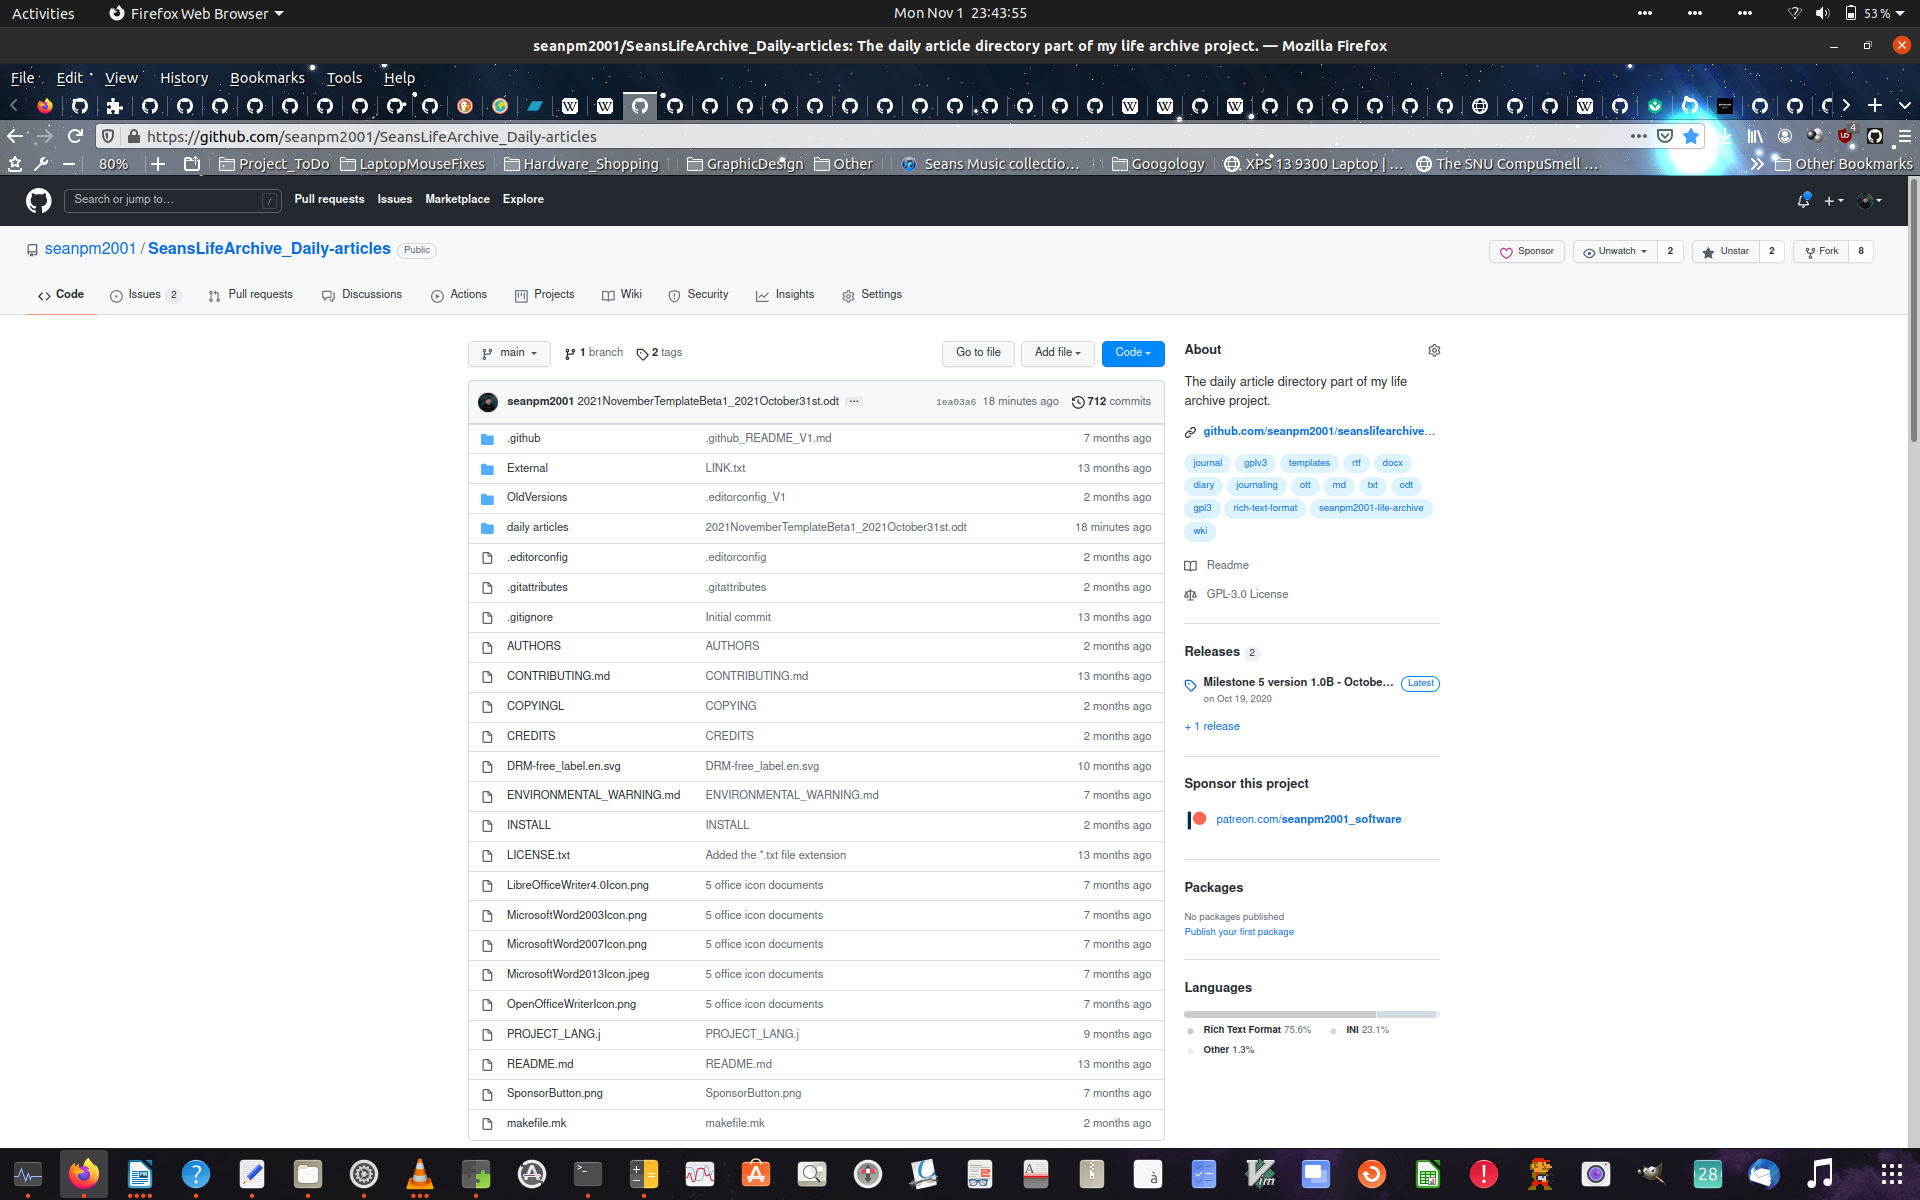 Activities Firefox Web Browser Mon Nov 1 23:43:55 53 %
seanpm2001/SeansLifeArchive_Daily-articles: The daily article directory part of my life archive project. — Mozilla Firefox
File Edit View History Bookmarks Tools Help
https://github.com/seanpm2001/SeansLifeArchive_Daily-articles
80% Project_ToDo LaptopMouseFixes Hardware_Shopping GraphicDesign Other Seans Music collectio… Googology XPS 13 9300 Laptop | … The SNU CompuSmell … Other Bookmarks
Search or jump to… / Pull requests Issues Marketplace Explore
seanpm2001 / SeansLifeArchive_Daily-articles Public Sponsor Unwatch 2 Unstar 2 Fork 8
Code Issues 2 Pull requests Discussions Actions Projects Wiki Security Insights Settings
main 1 branch 2 tags Go to file Add file Code
seanpm2001 2021NovemberTemplateBeta1_2021October31st.odt ··· 1ea03a6 18 minutes ago 712 commits
.github .github_README_V1.md 7 months ago
External LINK.txt 13 months ago
OldVersions .editorconfig_V1 2 months ago
daily articles 2021NovemberTemplateBeta1_2021October31st.odt 18 minutes ago
.editorconfig .editorconfig 2 months ago
.gitattributes .gitattributes 2 months ago
.gitignore Initial commit 13 months ago
AUTHORS AUTHORS 2 months ago
CONTRIBUTING.md CONTRIBUTING.md 13 months ago
COPYINGL COPYING 2 months ago
CREDITS CREDITS 2 months ago
DRM-free_label.en.svg DRM-free_label.en.svg 10 months ago
ENVIRONMENTAL_WARNING.md ENVIRONMENTAL_WARNING.md 7 months ago
INSTALL INSTALL 2 months ago
LICENSE.txt Added the *.txt file extension 13 months ago
LibreOfficeWriter4.0Icon.png 5 office icon documents 7 months ago
MicrosoftWord2003Icon.png 5 office icon documents 7 months ago
MicrosoftWord2007Icon.png 5 office icon documents 7 months ago
MicrosoftWord2013Icon.jpeg 5 office icon documents 7 months ago
OpenOfficeWriterIcon.png 5 office icon documents 7 months ago
PROJECT_LANG.j PROJECT_LANG.j 9 months ago
README.md README.md 13 months ago
SponsorButton.png SponsorButton.png 7 months ago
makefile.mk makefile.mk 2 months ago
About
The daily article directory part of my life
archive project.
github.com/seanpm2001/seanslifearchive…
journal gplv3 templates rtf docx
diary journaling ott md txt odt
gpl3 rich-text-format seanpm2001-life-archive
wki
Readme
GPL-3.0 License
Releases 2
Milestone 5 version 1.0B - Octobe… Latest
on Oct 19, 2020
+ 1 release
Sponsor this project
patreon.com/seanpm2001_software
Packages
No packages published
Publish your first package
Languages
Rich Text Format 75.6% INI 23.1%
Other 1.3%
28